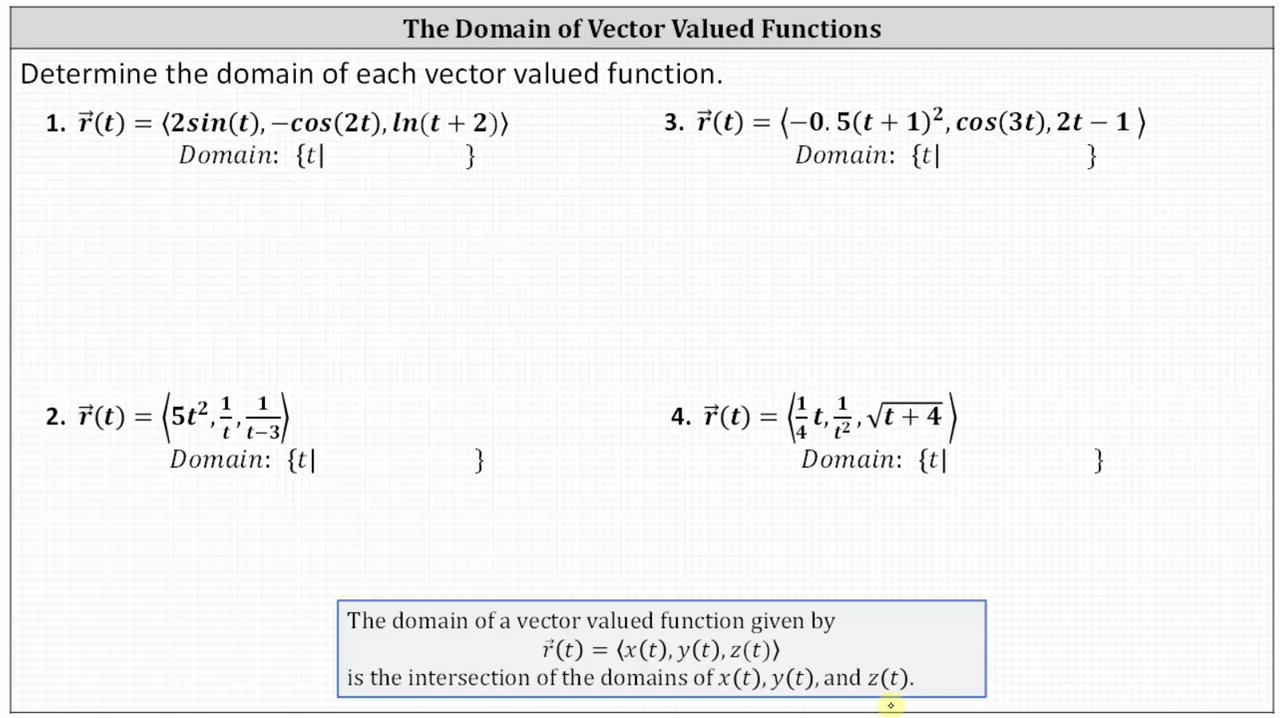 The Domain of Vector Valued Functions
Determine the domain of each vector valued function.
1. r⃗(t) = ⟨2sin(t), −cos(2t), ln(t + 2)⟩
Domain: {t| }
2. r⃗(t) = ⟨5t², 1/t, 1/(t−3)⟩
Domain: {t| }
3. r⃗(t) = ⟨−0.5(t + 1)², cos(3t), 2t − 1⟩
Domain: {t| }
4. r⃗(t) = ⟨1/4 t, 1/t², √(t + 4)⟩
Domain: {t| }
The domain of a vector valued function given by
r⃗(t) = ⟨x(t), y(t), z(t)⟩
is the intersection of the domains of x(t), y(t), and z(t).